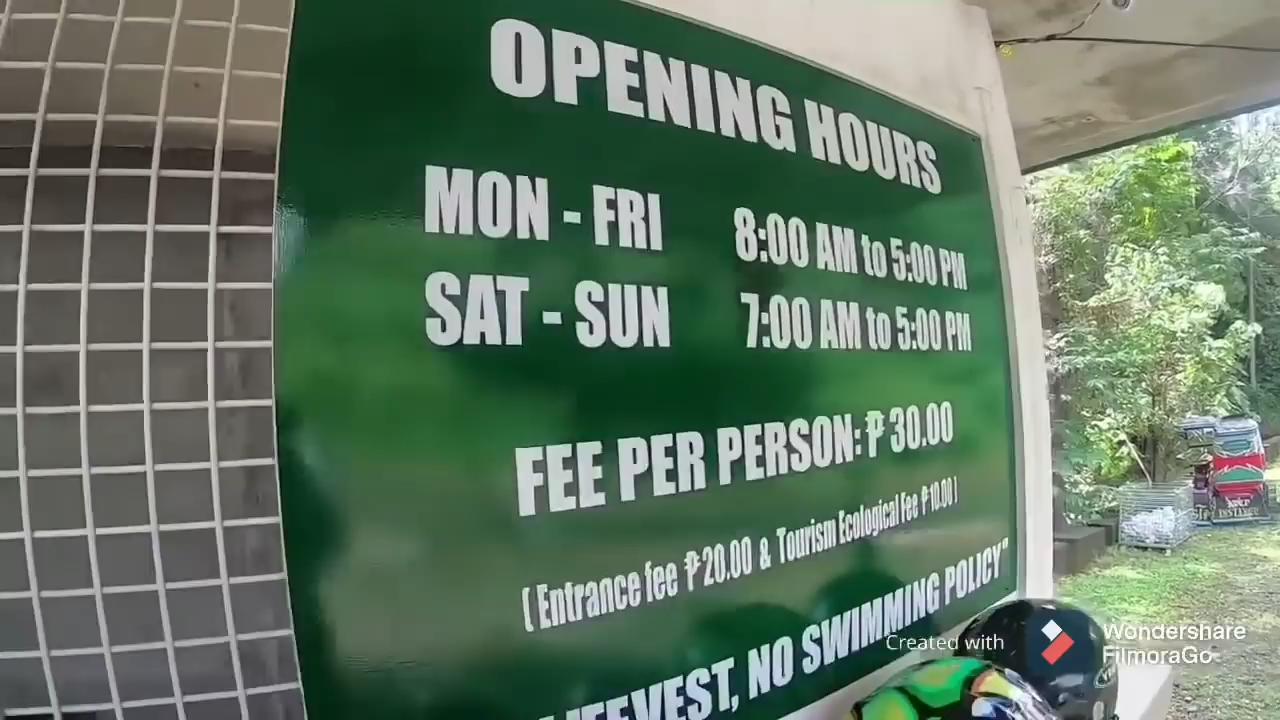 OPENING HOURS
MON - FRI 8:00 AM to 5:00 PM
SAT - SUN 7:00 AM to 5:00 PM
FEE PER PERSON: ₱ 30.00
( Entrance fee ₱20.00 & Tourism Ecological Fee ₱10.00 )
NO SWIMMING POLICY"
Created with Wondershare
FilmoraGo